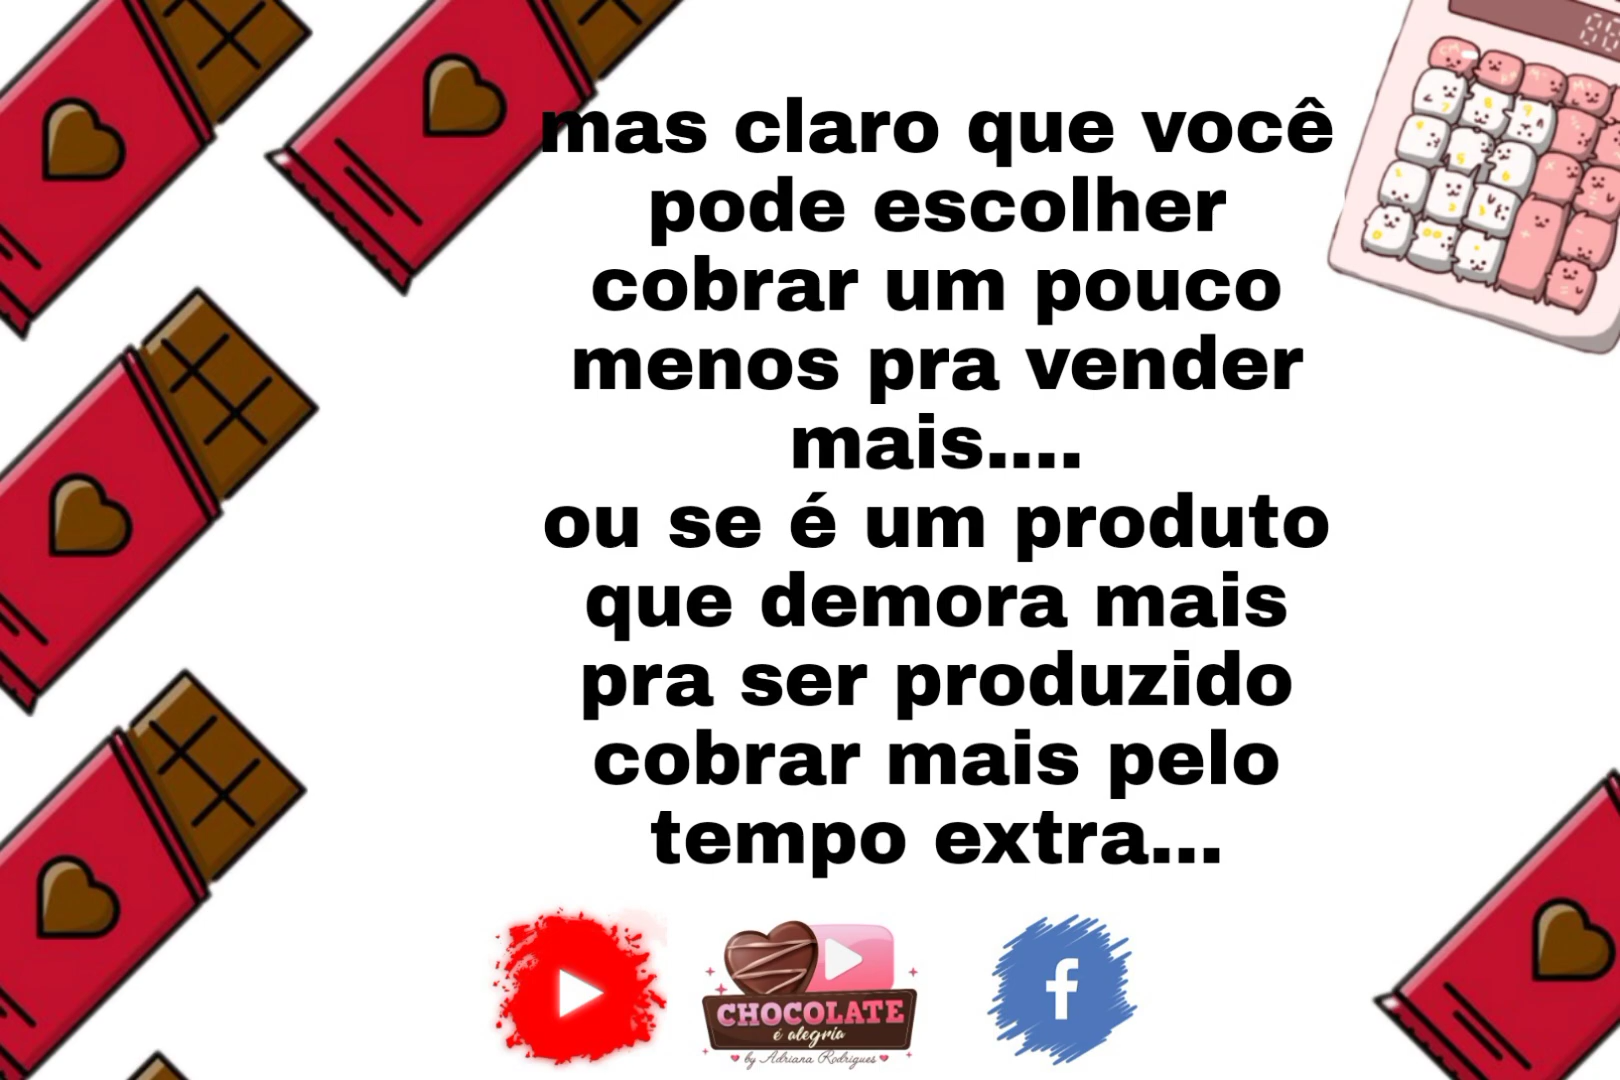 mas claro que você
pode escolher
cobrar um pouco
menos pra vender
mais....
ou se é um produto
que demora mais
pra ser produzido
cobrar mais pelo
tempo extra...
CHOCOLATE
é alegria
by Adriana Rodrigues